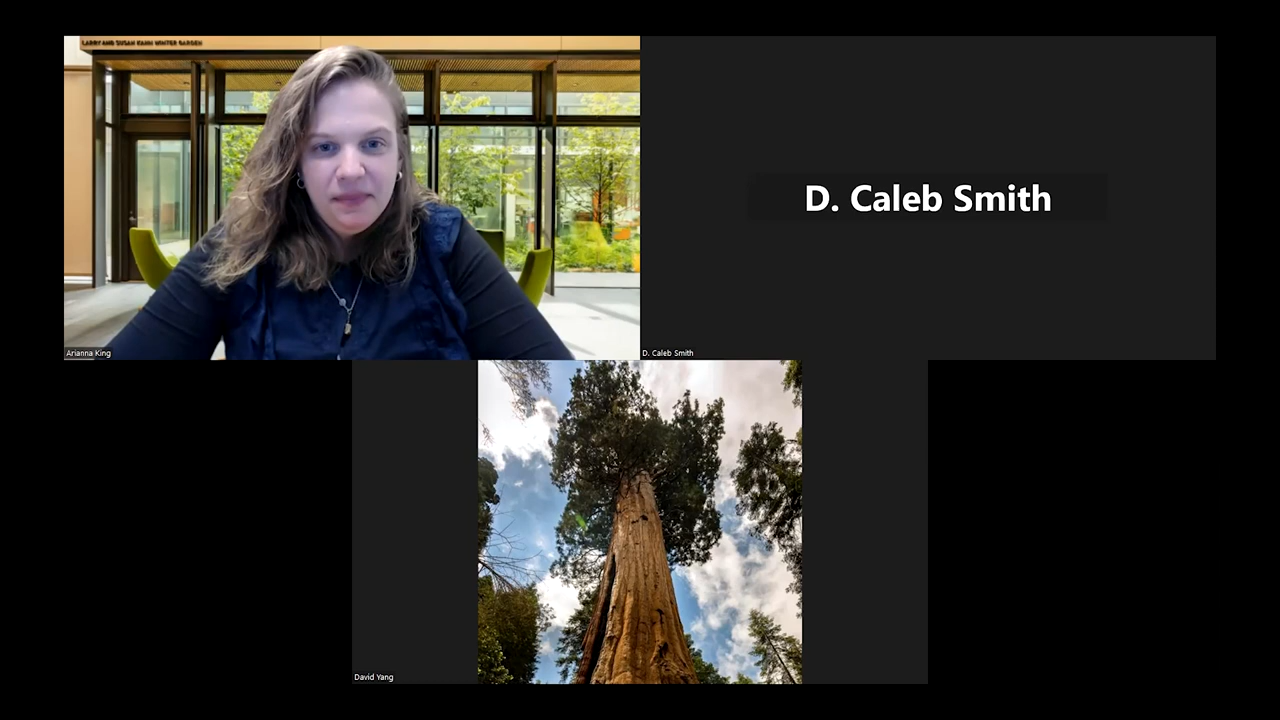 LARRY AND SUSAN KAHN WINTER GARDEN
D. Caleb Smith
Arianna King
D. Caleb Smith
David Yang